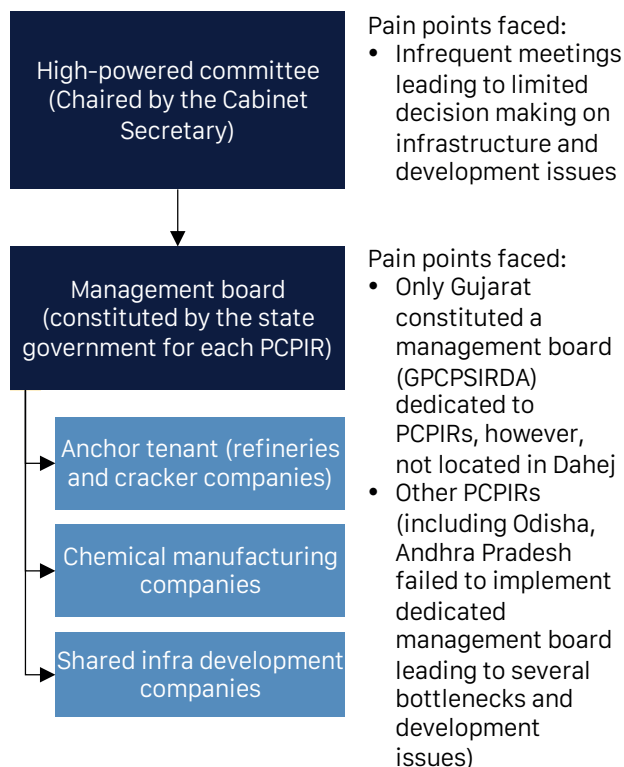 High-powered committee
(Chaired by the Cabinet
Secretary)
Pain points faced:
• Infrequent meetings
leading to limited
decision making on
infrastructure and
development issues
Management board
(constituted by the state
government for each PCPIR)
Pain points faced:
• Only Gujarat
constituted a
management board
(GPCPSIRDA)
dedicated to
PCPIRs, however,
not located in Dahej
• Other PCPIRs
(including Odisha,
Andhra Pradesh
failed to implement
dedicated
management board
leading to several
bottlenecks and
development
issues)
Anchor tenant (refineries
and cracker companies)
Chemical manufacturing
companies
Shared infra development
companies